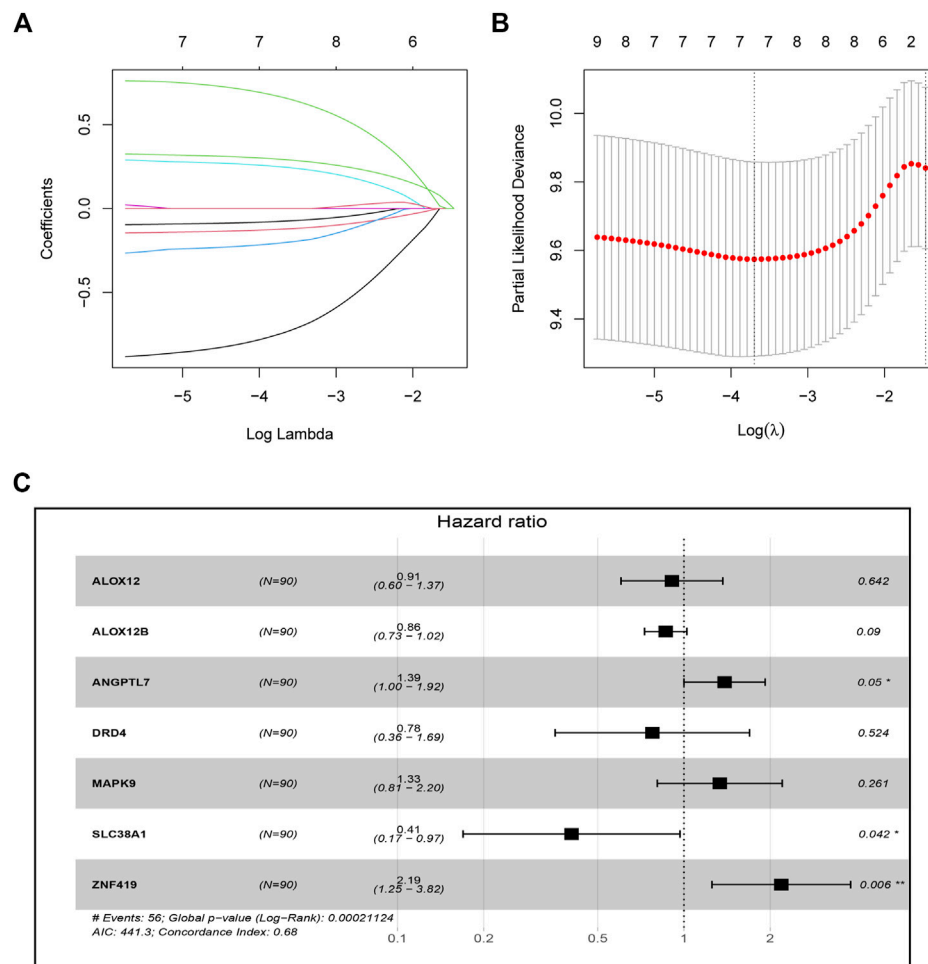 A
7 7 8 6
Coefficients
0.5
0.0
−0.5
−5 −4 −3 −2
Log Lambda
B
9 8 7 7 7 7 7 7 8 8 8 6 2
Partial Likelihood Deviance
10.0
9.8
9.6
9.4
−5 −4 −3 −2
Log(λ)
C
Hazard ratio
ALOX12 (N=90) 0.91 (0.60 − 1.37) 0.642
ALOX12B (N=90) 0.86 (0.73 − 1.02) 0.09
ANGPTL7 (N=90) 1.39 (1.00 − 1.92) 0.05 *
DRD4 (N=90) 0.78 (0.36 − 1.69) 0.524
MAPK9 (N=90) 1.33 (0.81 − 2.20) 0.261
SLC38A1 (N=90) 0.41 (0.17 − 0.97) 0.042 *
ZNF419 (N=90) 2.19 (1.25 − 3.82) 0.006 **
# Events: 56; Global p−value (Log−Rank): 0.00021124
AIC: 441.3; Concordance Index: 0.68
0.1 0.2 0.5 1 2